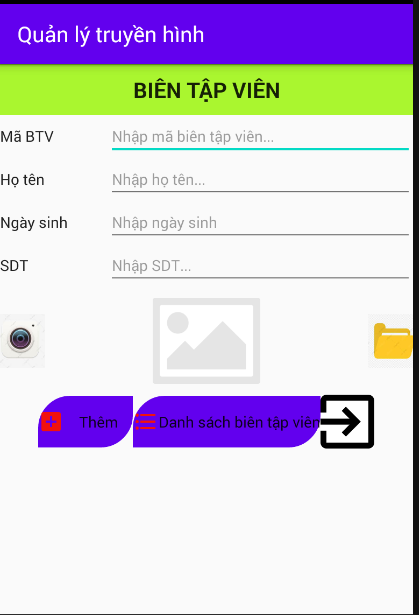 Quản lý truyền hình
BIÊN TẬP VIÊN
Mã BTV Nhập mã biên tập viên...
Họ tên Nhập họ tên...
Ngày sinh Nhập ngày sinh
SDT Nhập SDT...
Thêm Danh sách biên tập viên